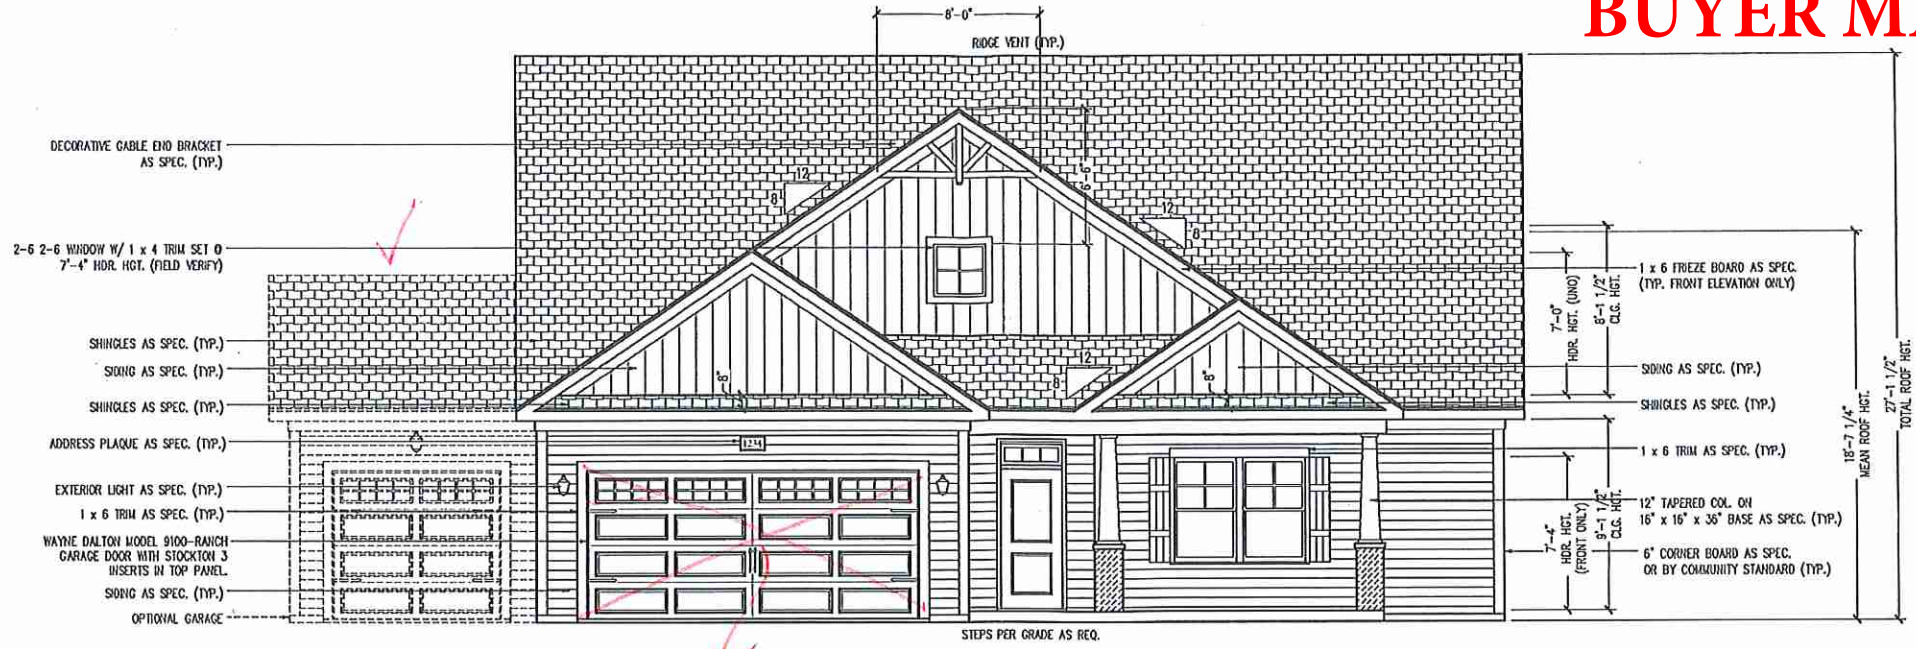 BUYER MA
8'-0"
RIDGE VENT (TYP.)
DECORATIVE GABLE END BRACKET
AS SPEC. (TYP.)
12
8
6'-6"
12
8
2-6 2-6 WINDOW W/ 1 x 4 TRIM SET @
7'-4" HDR. HGT. (FIELD VERIFY)
1 x 6 FRIEZE BOARD AS SPEC.
(TYP. FRONT ELEVATION ONLY)
7'-0"
HDR. HGT. (UNO)
8'-1 1/2"
CLG. HGT.
SHINGLES AS SPEC. (TYP.)
SIDING AS SPEC. (TYP.)
SHINGLES AS SPEC. (TYP.)
8"
12
8
8"
SIDING AS SPEC. (TYP.)
SHINGLES AS SPEC. (TYP.)
18'-7 1/4"
MEAN ROOF HGT.
27'-1 1/2"
TOTAL ROOF HGT.
ADDRESS PLAQUE AS SPEC. (TYP.)
1234
1 x 6 TRIM AS SPEC. (TYP.)
EXTERIOR LIGHT AS SPEC. (TYP.)
1 x 6 TRIM AS SPEC. (TYP.)
12" TAPERED COL. ON
16" x 16" x 36" BASE AS SPEC. (TYP.)
WAYNE DALTON MODEL 9100-RANCH
GARAGE DOOR WITH STOCKTON 3
INSERTS IN TOP PANEL.
7'-4"
HDR. HGT.
(FRONT ONLY)
9'-1 1/2"
CLG. HGT.
6" CORNER BOARD AS SPEC.
OR BY COMMUNITY STANDARD (TYP.)
SIDING AS SPEC. (TYP.)
OPTIONAL GARAGE
STEPS PER GRADE AS REQ.